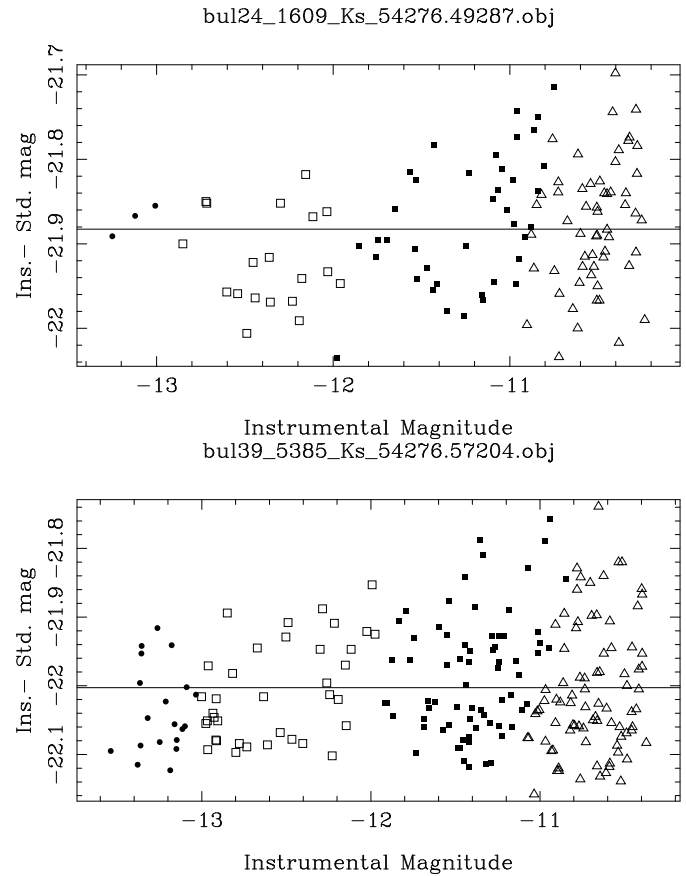 bul24_1609_Ks_54276.49287.obj
Ins.− Std. mag
−21.7
−21.8
−21.9
−22
−13 −12 −11
Instrumental Magnitude
bul39_5385_Ks_54276.57204.obj
Ins.− Std. mag
−21.8
−21.9
−22
−22.1
−13 −12 −11
Instrumental Magnitude